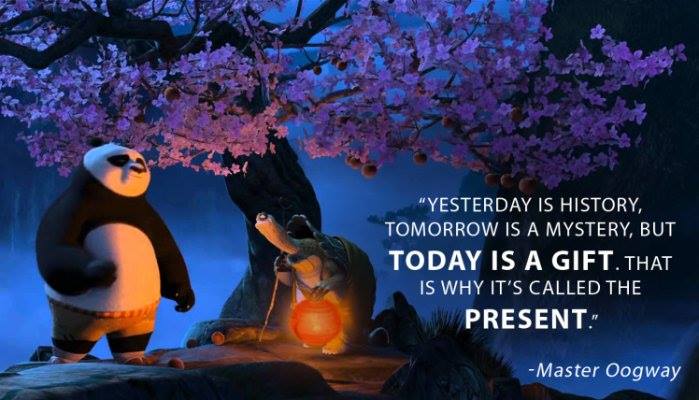 “YESTERDAY IS HISTORY,
TOMORROW IS A MYSTERY, BUT
TODAY IS A GIFT. THAT
IS WHY IT’S CALLED THE
PRESENT.”
-Master Oogway